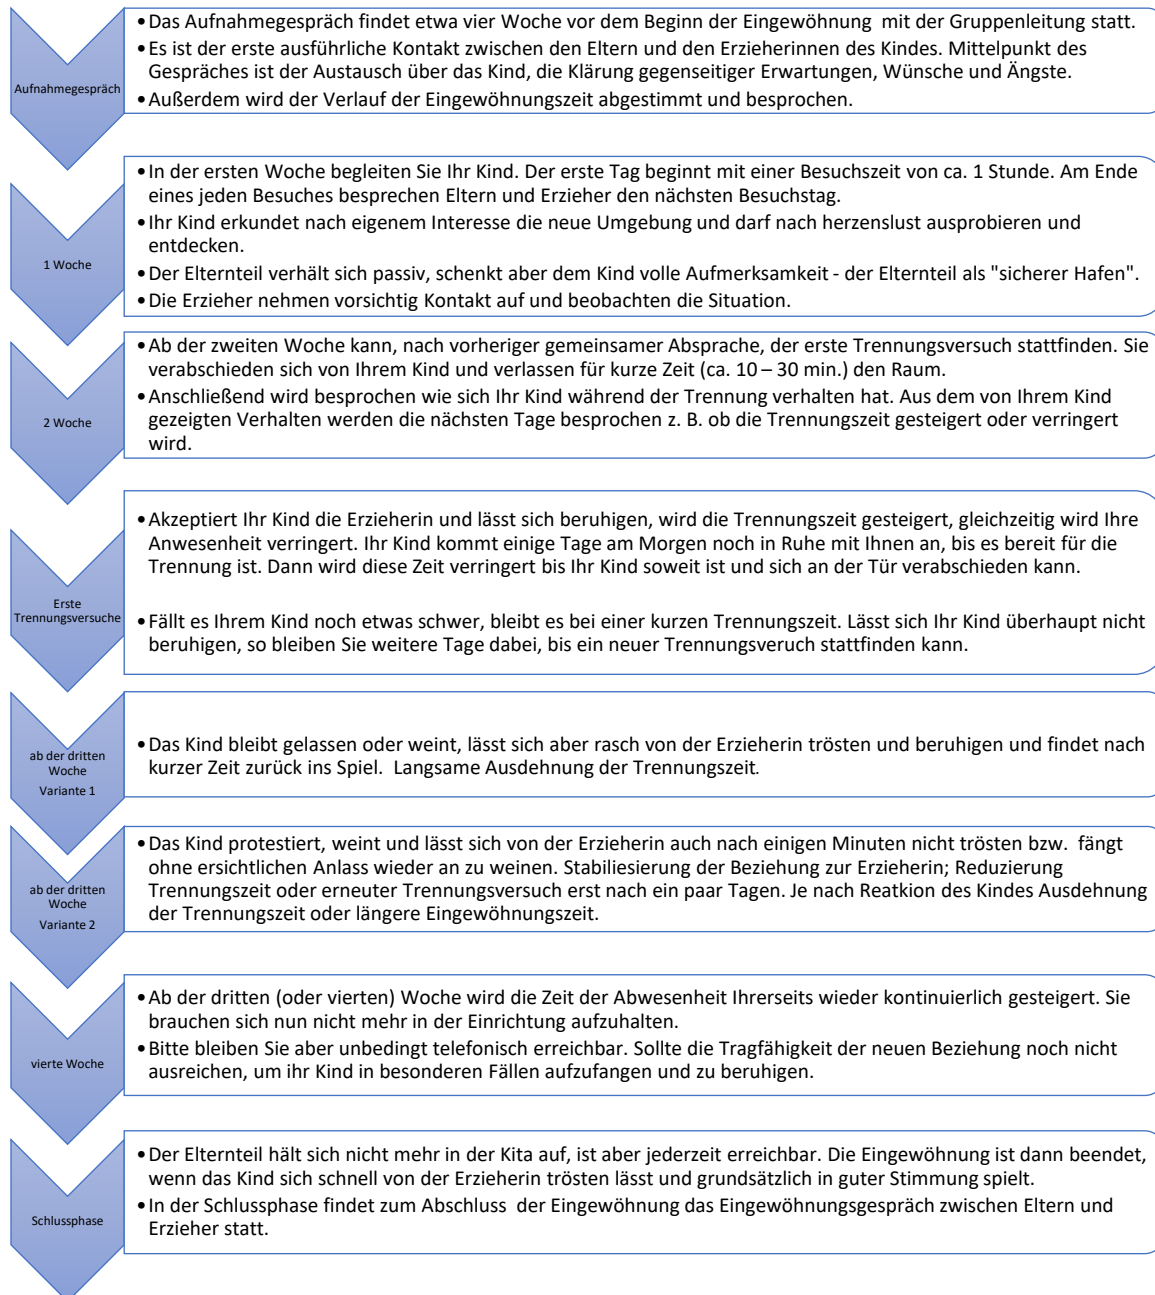 Aufnahmegespräch
•Das Aufnahmegespräch findet etwa vier Woche vor dem Beginn der Eingewöhnung  mit der Gruppenleitung statt.
•Es ist der erste ausführliche Kontakt zwischen den Eltern und den Erzieherinnen des Kindes. Mittelpunkt des
Gespräches ist der Austausch über das Kind, die Klärung gegenseitiger Erwartungen, Wünsche und Ängste.
•Außerdem wird der Verlauf der Eingewöhnungszeit abgestimmt und besprochen.
1 Woche
•In der ersten Woche begleiten Sie Ihr Kind. Der erste Tag beginnt mit einer Besuchszeit von ca. 1 Stunde. Am Ende
eines jeden Besuches besprechen Eltern und Erzieher den nächsten Besuchstag.
•Ihr Kind erkundet nach eigenem Interesse die neue Umgebung und darf nach herzenslust ausprobieren und
entdecken.
•Der Elternteil verhält sich passiv, schenkt aber dem Kind volle Aufmerksamkeit - der Elternteil als "sicherer Hafen".
•Die Erzieher nehmen vorsichtig Kontakt auf und beobachten die Situation.
2 Woche
•Ab der zweiten Woche kann, nach vorheriger gemeinsamer Absprache, der erste Trennungsversuch stattfinden. Sie
verabschieden sich von Ihrem Kind und verlassen für kurze Zeit (ca. 10 – 30 min.) den Raum.
•Anschließend wird besprochen wie sich Ihr Kind während der Trennung verhalten hat. Aus dem von Ihrem Kind
gezeigten Verhalten werden die nächsten Tage besprochen z. B. ob die Trennungszeit gesteigert oder verringert
wird.
Erste
Trennungsversuche
•Akzeptiert Ihr Kind die Erzieherin und lässt sich beruhigen, wird die Trennungszeit gesteigert, gleichzeitig wird Ihre
Anwesenheit verringert. Ihr Kind kommt einige Tage am Morgen noch in Ruhe mit Ihnen an, bis es bereit für die
Trennung ist. Dann wird diese Zeit verringert bis Ihr Kind soweit ist und sich an der Tür verabschieden kann.
•Fällt es Ihrem Kind noch etwas schwer, bleibt es bei einer kurzen Trennungszeit. Lässt sich Ihr Kind überhaupt nicht
beruhigen, so bleiben Sie weitere Tage dabei, bis ein neuer Trennungsveruch stattfinden kann.
ab der dritten
Woche
Variante 1
•Das Kind bleibt gelassen oder weint, lässt sich aber rasch von der Erzieherin trösten und beruhigen und findet nach
kurzer Zeit zurück ins Spiel.  Langsame Ausdehnung der Trennungszeit.
ab der dritten
Woche
Variante 2
•Das Kind protestiert, weint und lässt sich von der Erzieherin auch nach einigen Minuten nicht trösten bzw.  fängt
ohne ersichtlichen Anlass wieder an zu weinen. Stabiliesierung der Beziehung zur Erzieherin; Reduzierung
Trennungszeit oder erneuter Trennungsversuch erst nach ein paar Tagen. Je nach Reatkion des Kindes Ausdehnung
der Trennungszeit oder längere Eingewöhnungszeit.
vierte Woche
•Ab der dritten (oder vierten) Woche wird die Zeit der Abwesenheit Ihrerseits wieder kontinuierlich gesteigert. Sie
brauchen sich nun nicht mehr in der Einrichtung aufzuhalten.
•Bitte bleiben Sie aber unbedingt telefonisch erreichbar. Sollte die Tragfähigkeit der neuen Beziehung noch nicht
ausreichen, um ihr Kind in besonderen Fällen aufzufangen und zu beruhigen.
Schlussphase
•Der Elternteil hält sich nicht mehr in der Kita auf, ist aber jederzeit erreichbar. Die Eingewöhnung ist dann beendet,
wenn das Kind sich schnell von der Erzieherin trösten lässt und grundsätzlich in guter Stimmung spielt.
•In der Schlussphase findet zum Abschluss  der Eingewöhnung das Eingewöhnungsgespräch zwischen Eltern und
Erzieher statt.